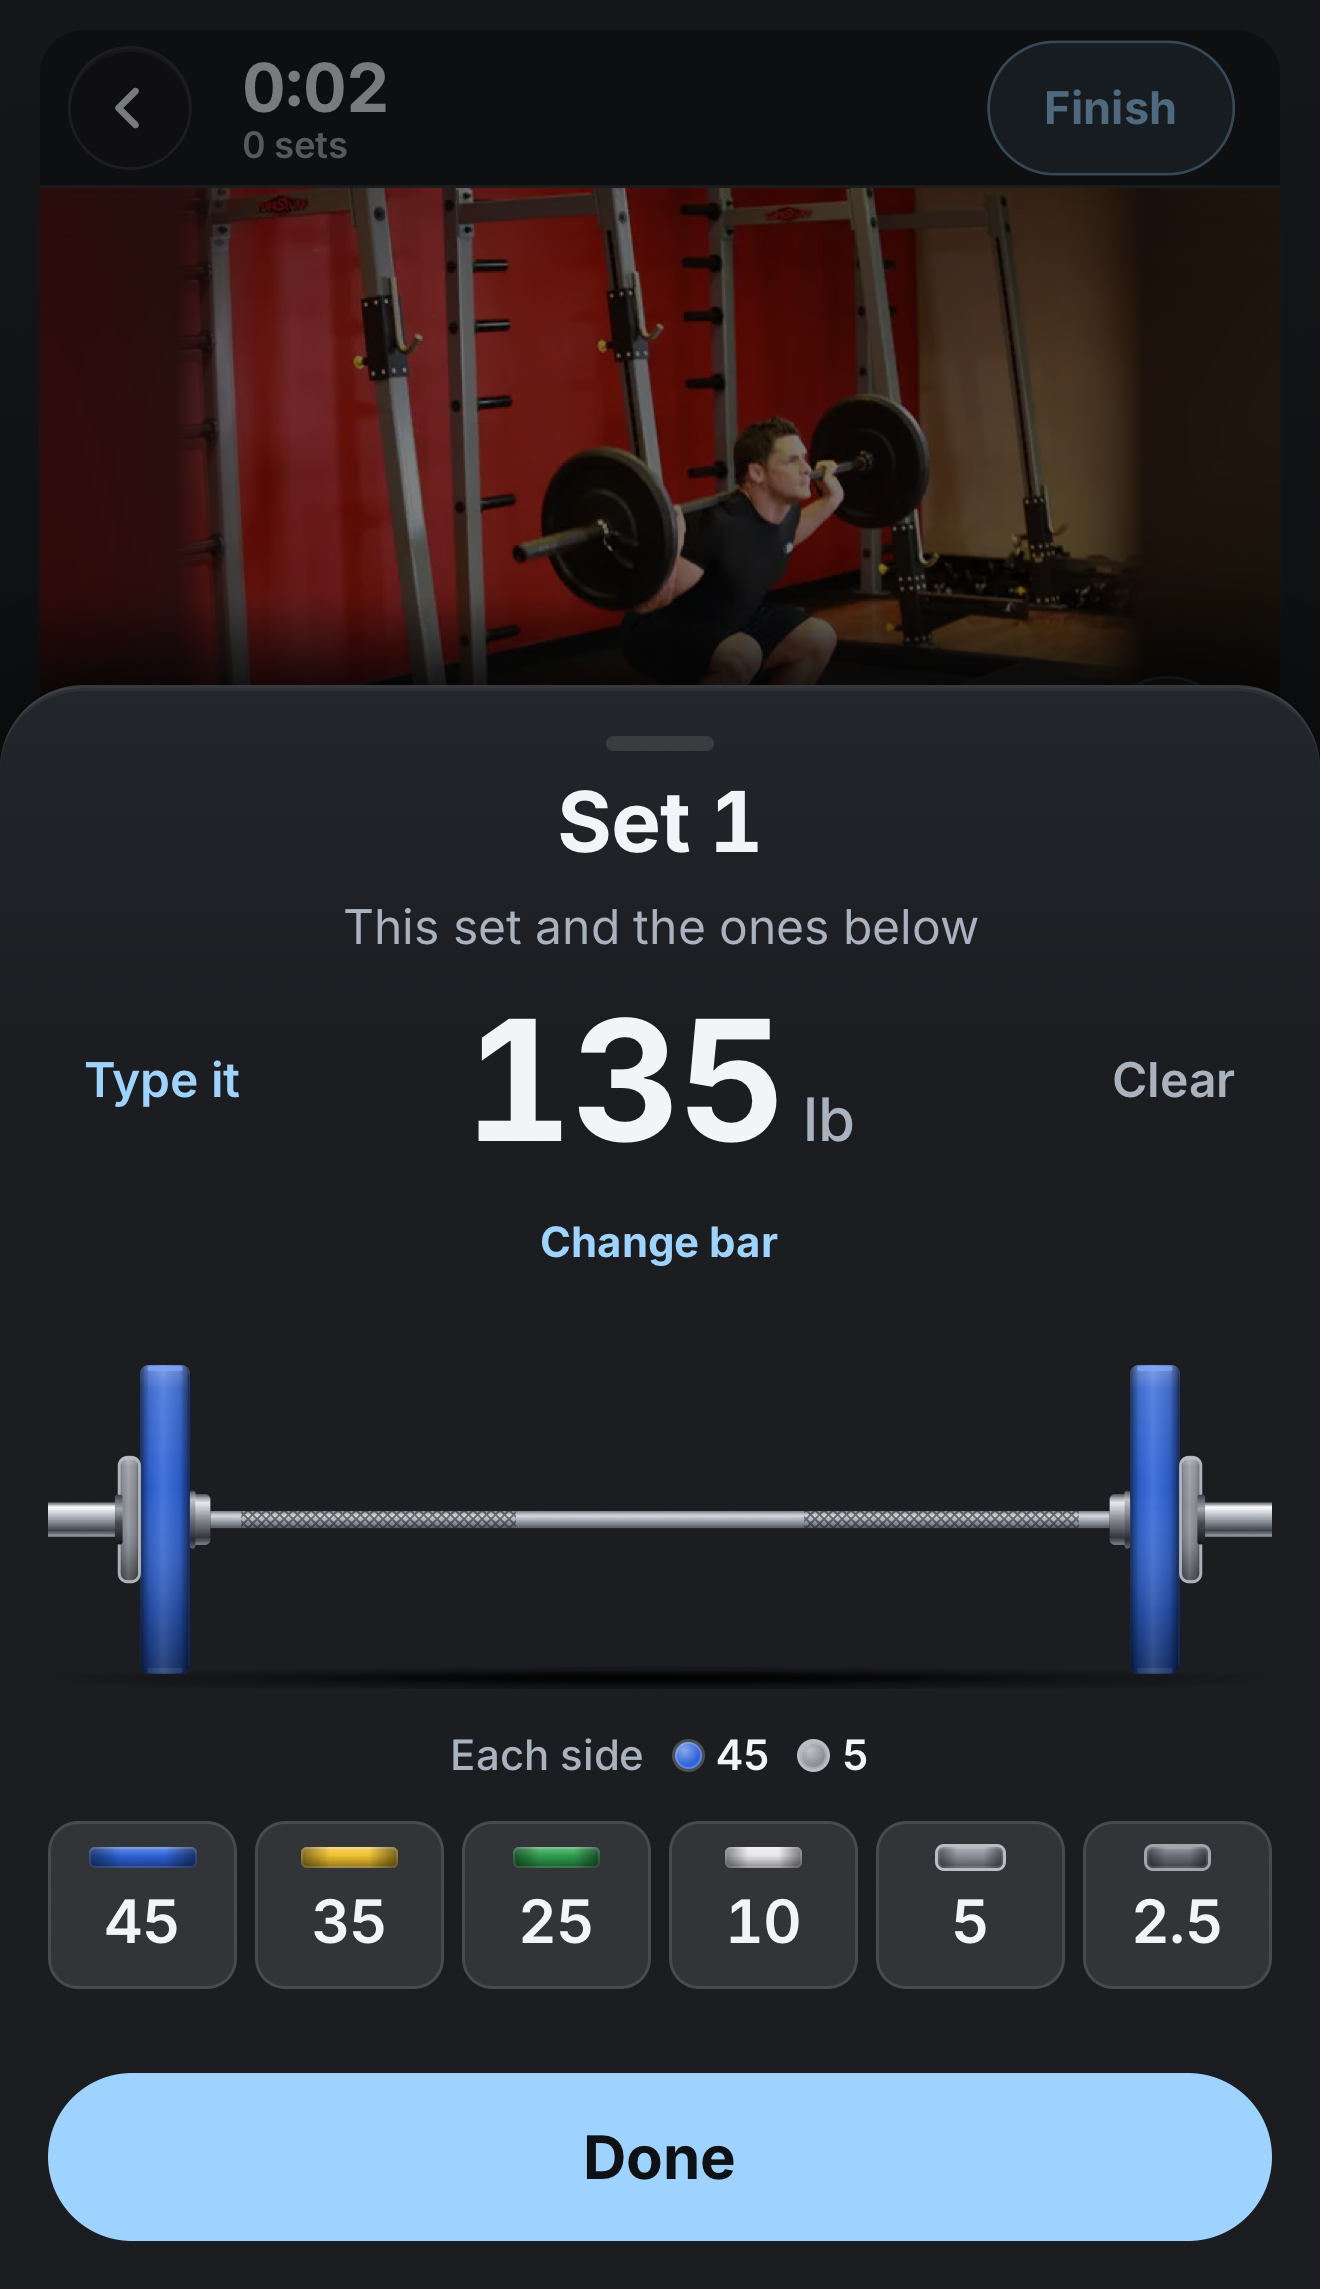 0:02
0 sets
Finish
Set 1
This set and the ones below
Type it
135 lb
Clear
Change bar
Each side 45 5
45 35 25 10 5 2.5
Done